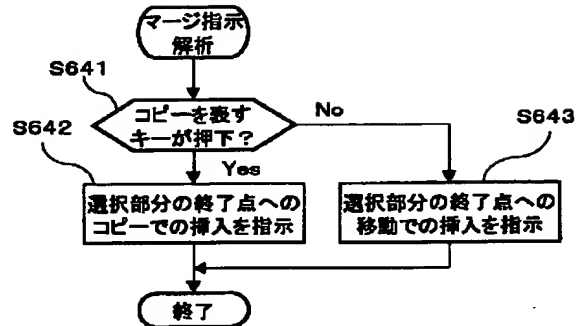 マージ指示
解析
S641
コピーを表す
キーが押下？
No
S642
S643
Yes
選択部分の終了点への
コピーでの挿入を指示
選択部分の終了点への
移動での挿入を指示
終了